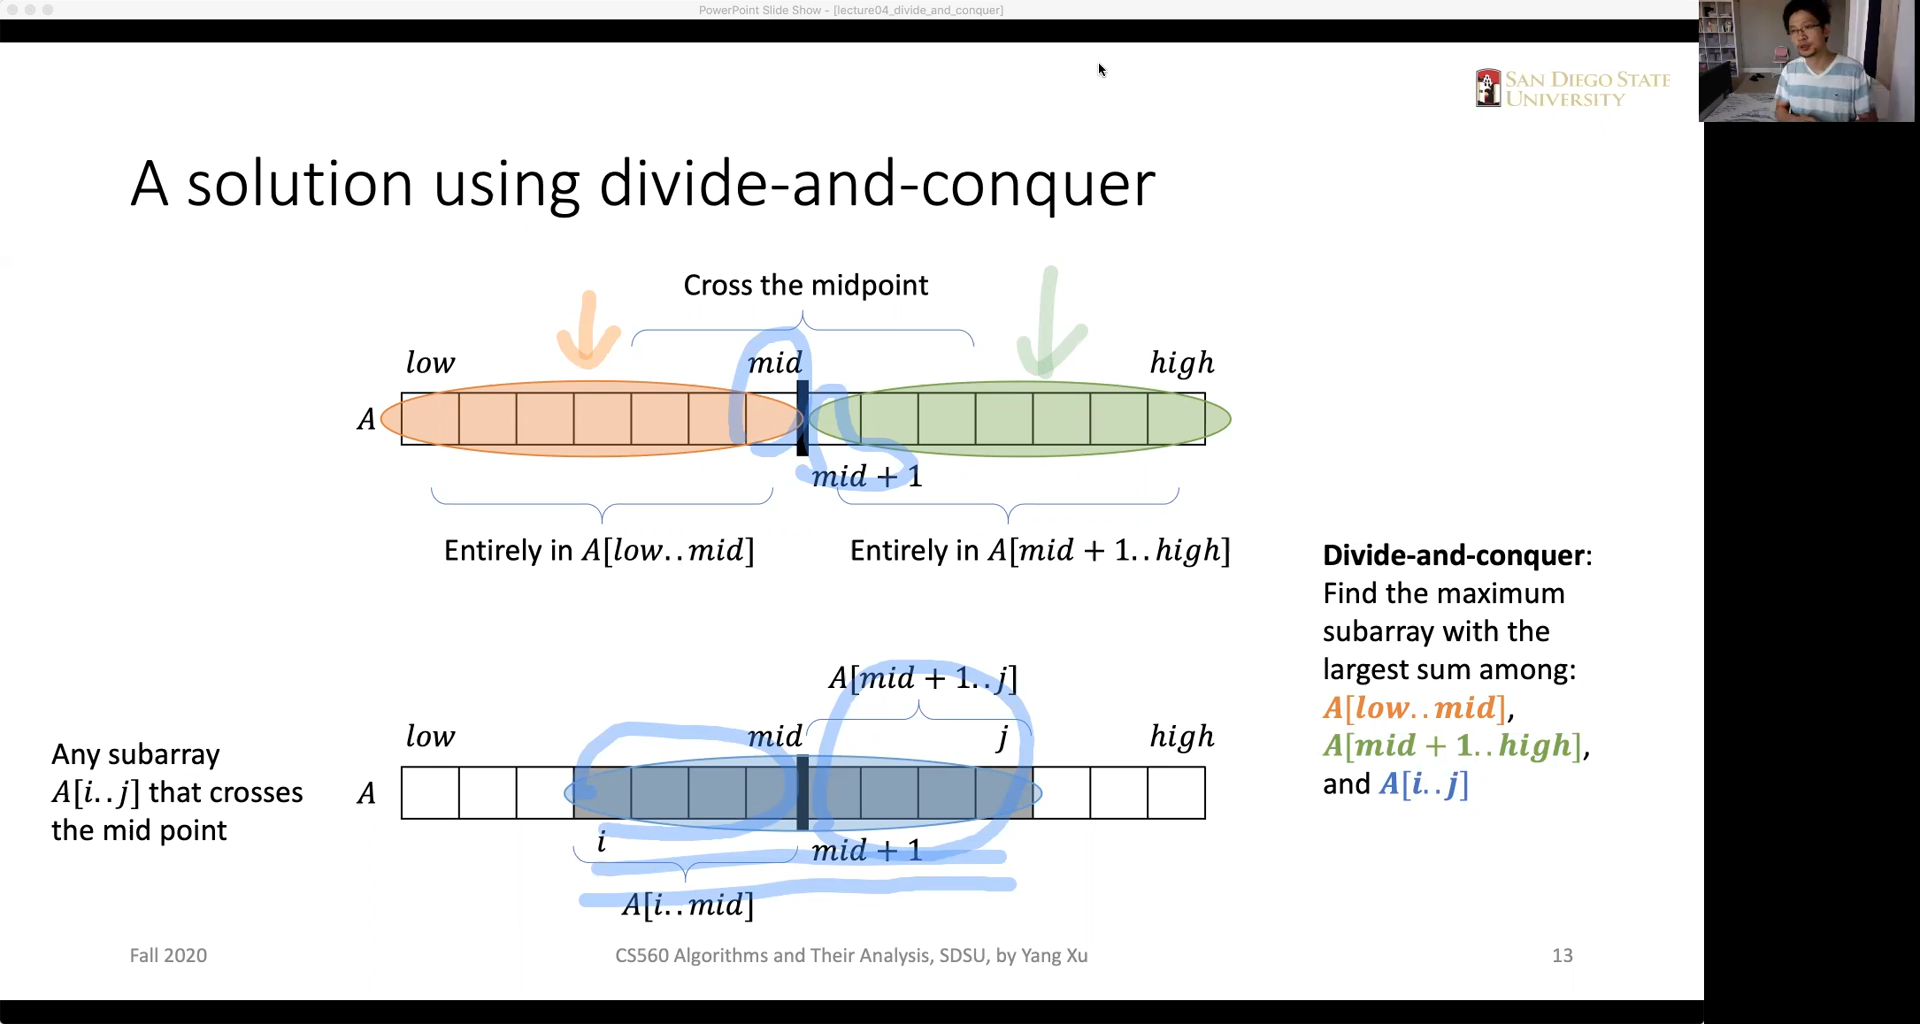 PowerPoint Slide Show - [lecture04_divide_and_conquer]
SAN DIEGO STATE
UNIVERSITY
A solution using divide-and-conquer
Cross the midpoint
low mid high
A
mid + 1
Entirely in A[low..mid] Entirely in A[mid + 1..high]
Divide-and-conquer:
Find the maximum
subarray with the
largest sum among:
A[low..mid],
A[mid + 1..high],
and A[i..j]
A[mid + 1..j]
low mid j high
Any subarray
A[i..j] that crosses
the mid point
A
i mid + 1
A[i..mid]
Fall 2020 CS560 Algorithms and Their Analysis, SDSU, by Yang Xu 13